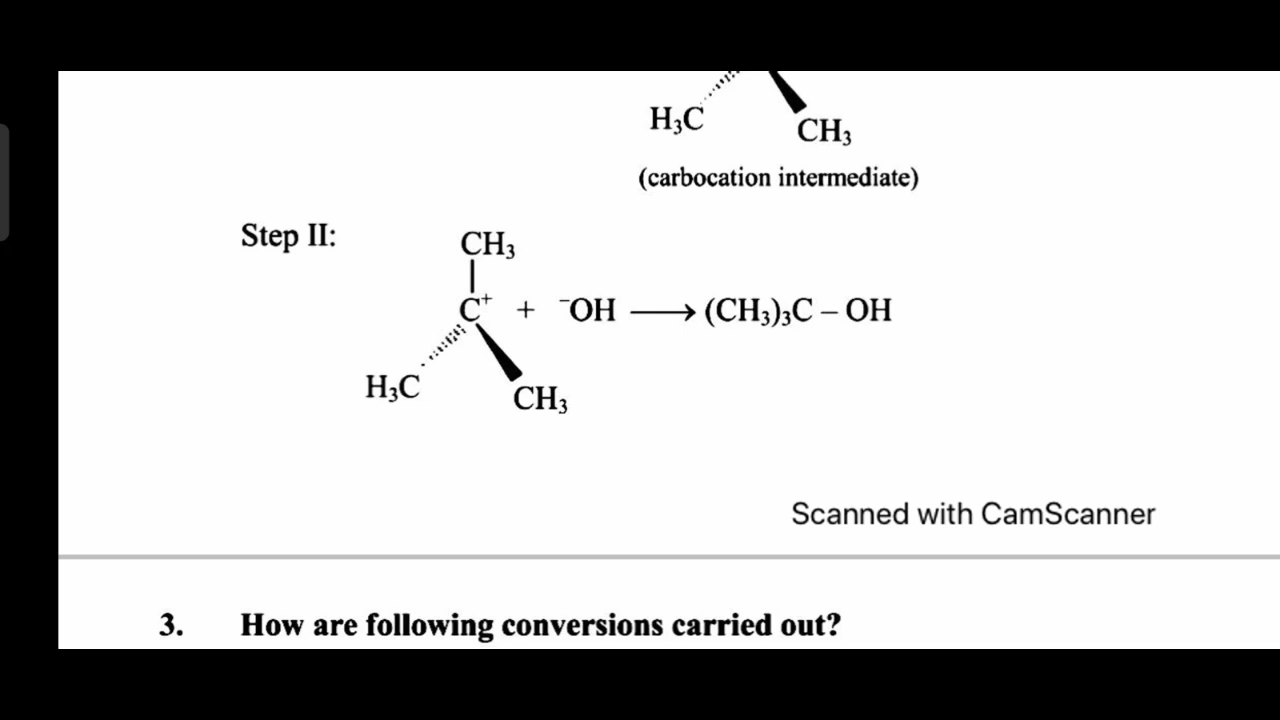 H₃C
CH₃
(carbocation intermediate)
Step II:
CH₃
C⁺ + ⁻OH ⟶ (CH₃)₃C – OH
H₃C
CH₃
Scanned with CamScanner
3. How are following conversions carried out?